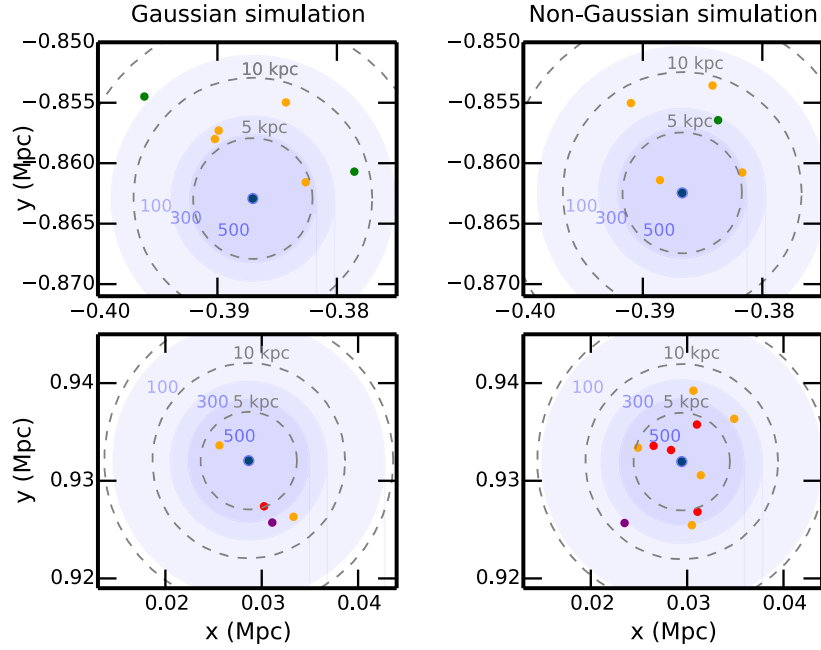 Gaussian simulation
Non-Gaussian simulation
−0.850
−0.855
−0.860
−0.865
−0.870
y (Mpc)
10 kpc
5 kpc
100
300
500
−0.40
−0.39
−0.38
−0.850
−0.855
−0.860
−0.865
−0.870
10 kpc
5 kpc
100
300
500
−0.40
−0.39
−0.38
0.94
0.93
0.92
y (Mpc)
10 kpc
100
300
5 kpc
500
0.02
0.03
0.04
x (Mpc)
0.94
0.93
0.92
10 kpc
100
300
5 kpc
500
0.02
0.03
0.04
x (Mpc)